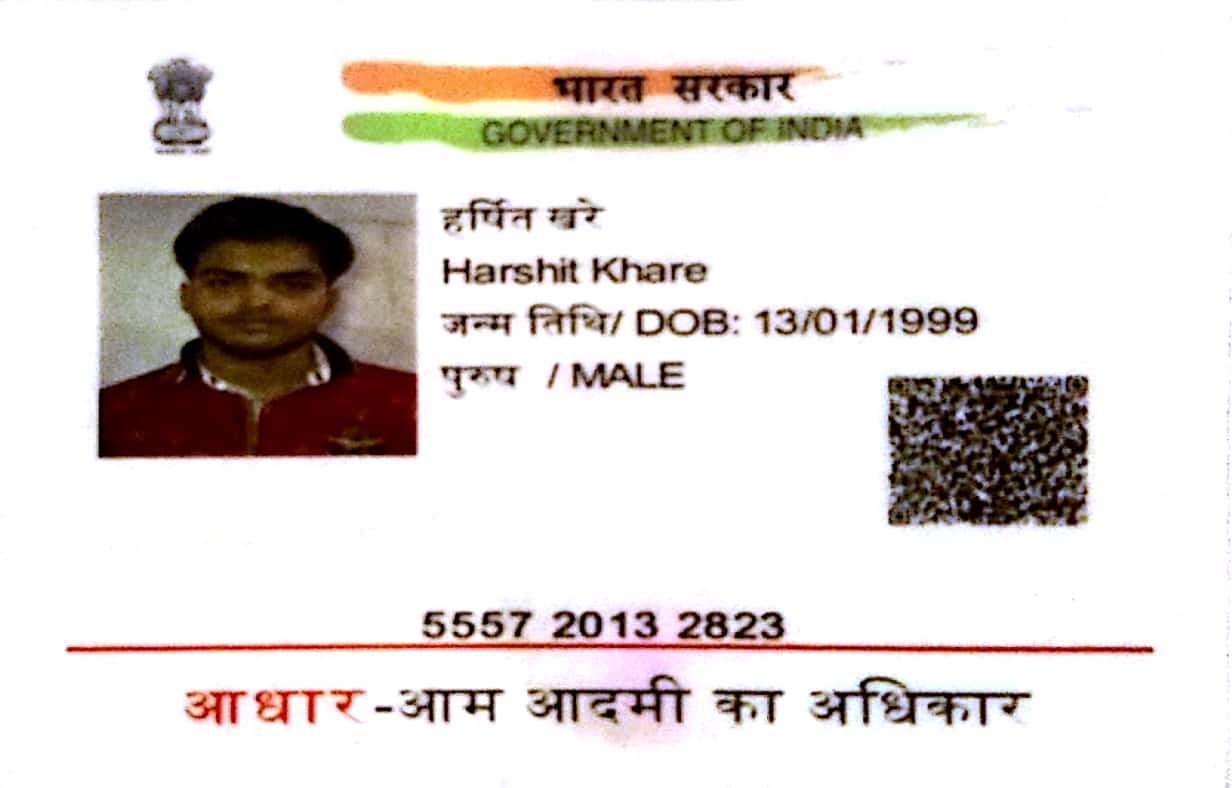 भारत सरकार
GOVERNMENT OF INDIA
हर्षित खरे
Harshit Khare
जन्म तिथि/ DOB: 13/01/1999
पुरुष / MALE
5557 2013 2823
आधार-आम आदमी का अधिकार